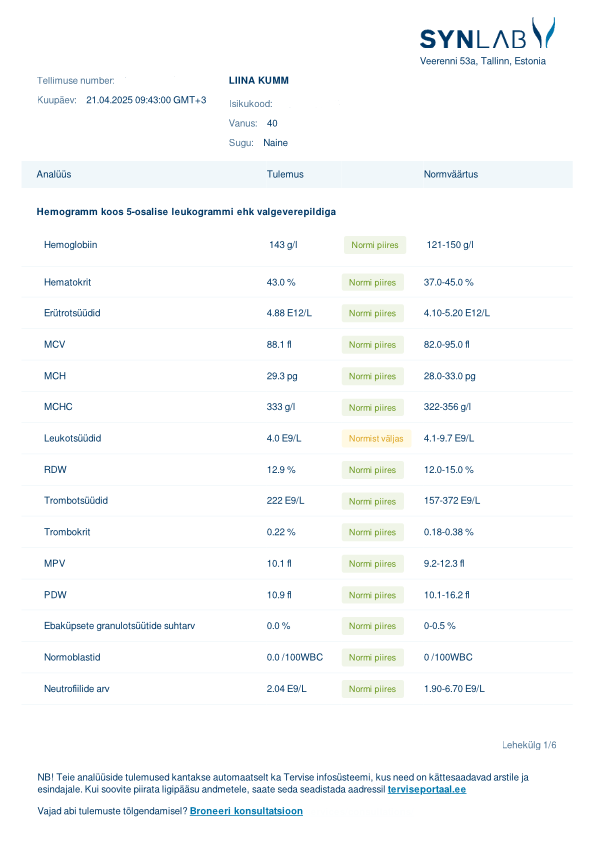 SYNLAB
Veerenni 53a, Tallinn, Estonia
Tellimuse number:
LIINA KUMM
Kuupäev: 21.04.2025 09:43:00 GMT+3
Isikukood:
Vanus: 40
Sugu: Naine
Analüüs Tulemus Normväärtus
Hemogramm koos 5-osalise leukogrammi ehk valgeverepildiga
Hemoglobiin 143 g/l Normi piires 121-150 g/l
Hematokrit 43.0 % Normi piires 37.0-45.0 %
Erütrotsüüdid 4.88 E12/L Normi piires 4.10-5.20 E12/L
MCV 88.1 fl Normi piires 82.0-95.0 fl
MCH 29.3 pg Normi piires 28.0-33.0 pg
MCHC 333 g/l Normi piires 322-356 g/l
Leukotsüüdid 4.0 E9/L Normist väljas 4.1-9.7 E9/L
RDW 12.9 % Normi piires 12.0-15.0 %
Trombotsüüdid 222 E9/L Normi piires 157-372 E9/L
Trombokrit 0.22 % Normi piires 0.18-0.38 %
MPV 10.1 fl Normi piires 9.2-12.3 fl
PDW 10.9 fl Normi piires 10.1-16.2 fl
Ebaküpsete granulotsüütide suhtarv 0.0 % Normi piires 0-0.5 %
Normoblastid 0.0 /100WBC Normi piires 0 /100WBC
Neutrofiilide arv 2.04 E9/L Normi piires 1.90-6.70 E9/L
Lehekülg 1/6
NB! Teie analüüside tulemused kantakse automaatselt ka Tervise infosüsteemi, kus need on kättesaadavad arstile ja
esindajale. Kui soovite piirata ligipääsu andmetele, saate seda seadistada aadressil terviseportaal.ee
Vajad abi tulemuste tõlgendamisel? Broneeri konsultatsioon